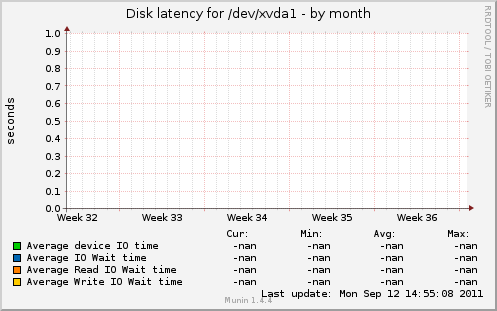 Disk latency for /dev/xvda1 - by month
RRDTOOL / TOBI OETIKER
seconds
1.0
0.9
0.8
0.7
0.6
0.5
0.4
0.3
0.2
0.1
0.0
Week 32 Week 33 Week 34 Week 35 Week 36
Cur: Min: Avg: Max:
Average device IO time -nan -nan -nan -nan
Average IO Wait time -nan -nan -nan -nan
Average Read IO Wait time -nan -nan -nan -nan
Average Write IO Wait time -nan -nan -nan -nan
Last update: Mon Sep 12 14:55:08 2011
Munin 1.4.4